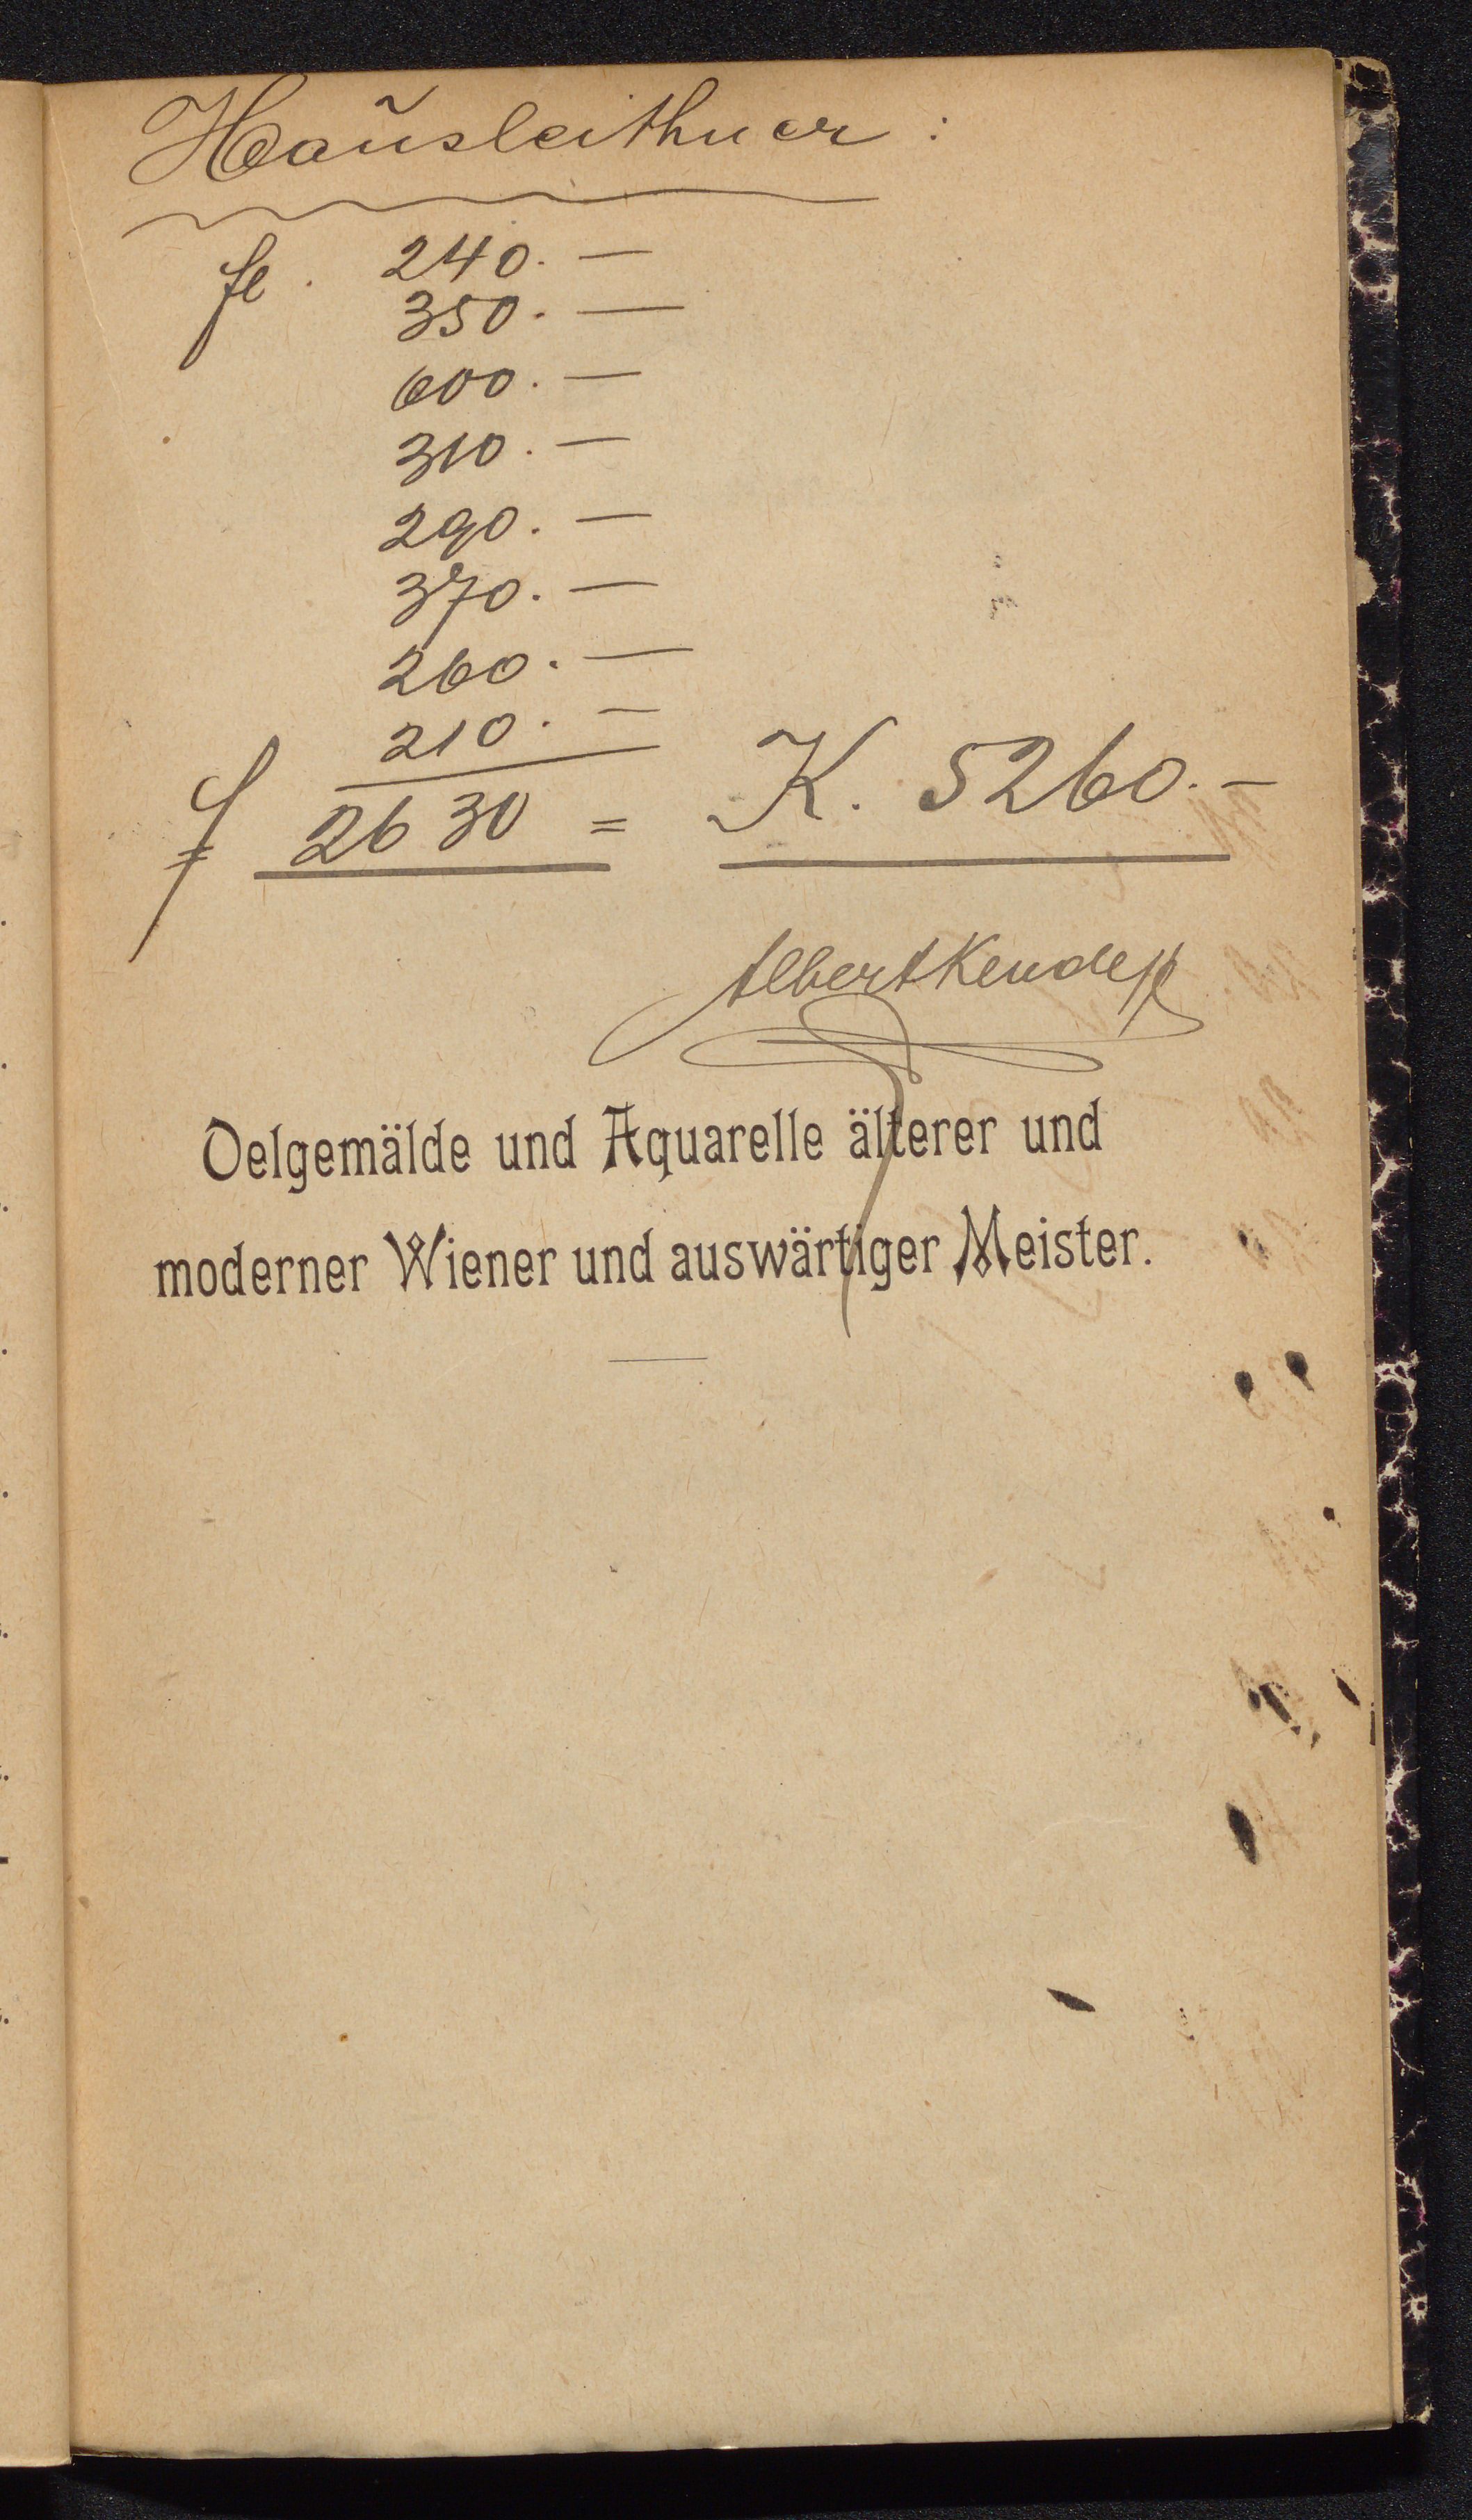 Hausleithner :
fl. 240.—
350.—
600.—
310.—
290.—
370.—
260.—
210.—
f 2630 = K. 5260.—
Albert Kende
Oelgemälde und Aquarelle älterer und
moderner Wiener und auswärtiger Meister.